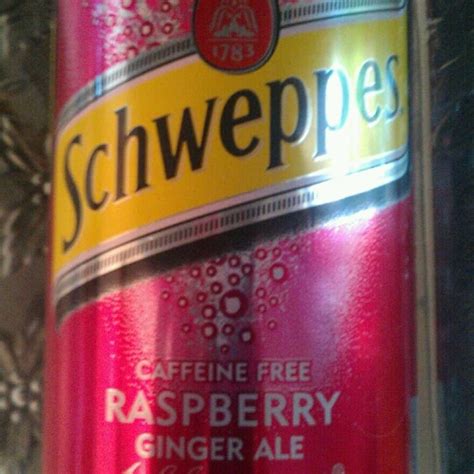 1783
Schweppes
CAFFEINE FREE
RASPBERRY
GINGER ALE